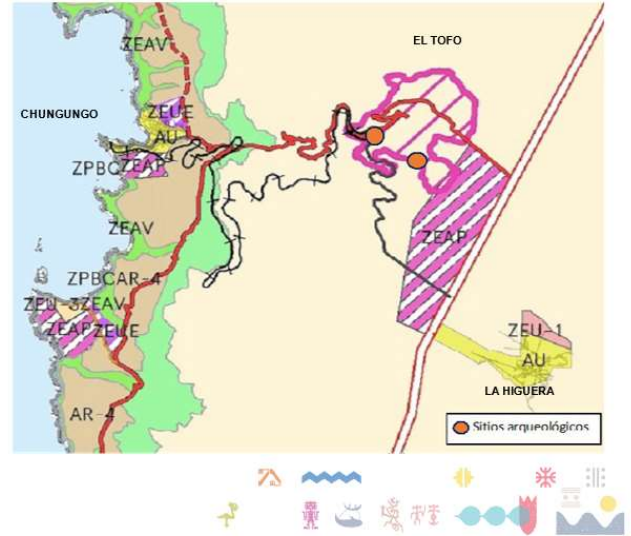 EL TOFO
ZEAV
CHUNGUNGO
ZEUE
AU
ZPBC
ZEAP
ZEAV
ZEAP
ZPBCAR-4
ZEU-3
ZEAV
ZEAP
ZEUE
ZEU-1
AU
LA HIGUERA
AR-4
Sitios arqueológicos